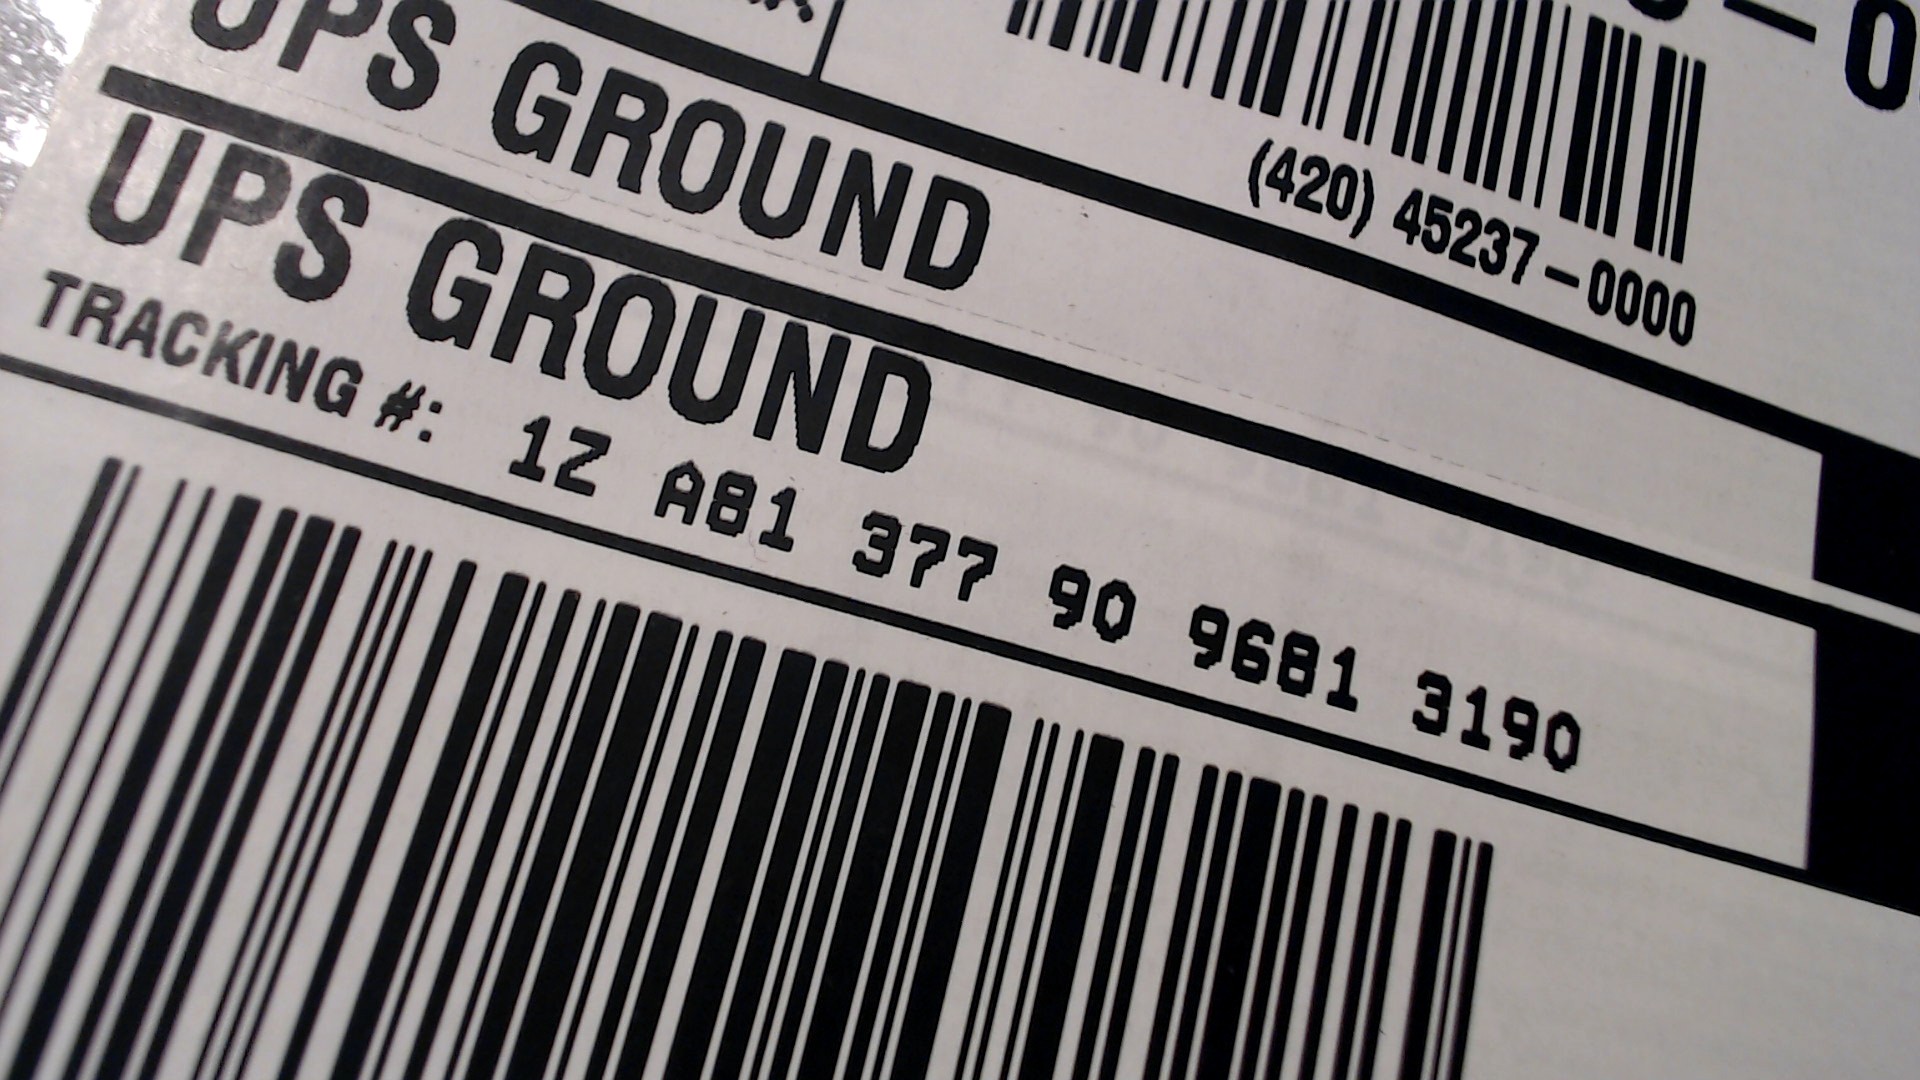 (420) 45237-0000
UPS GROUND
UPS GROUND
TRACKING #: 1Z A81 377 90 9681 3190